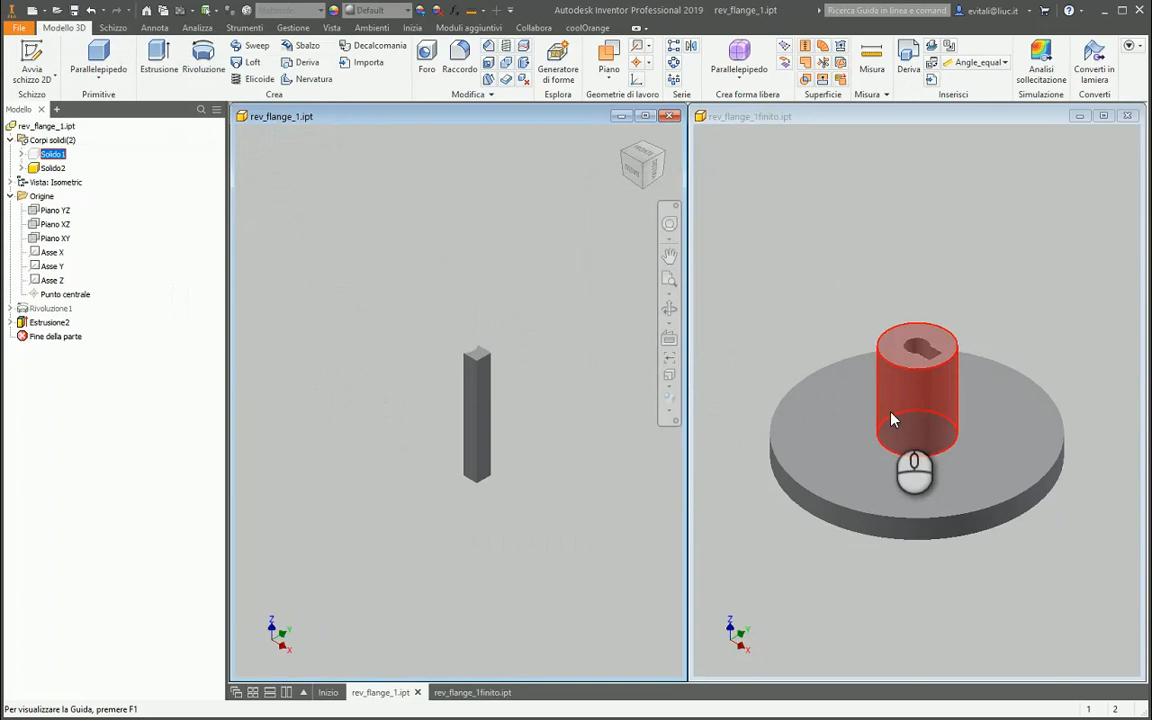 Default
Autodesk Inventor Professional 2019 rev_flange_1.ipt
Ricerca Guida in linea e comandi
evitali@liuc.it
File Modello 3D Schizzo Annota Analizza Strumenti Gestione Vista Ambienti Inizia Moduli aggiuntivi Collabora coolOrange
Avvia
schizzo 2D
Parallelepipedo
Estrusione Rivoluzione
Sweep Sbalzo Decalcomania
Loft Deriva Importa
Elicoide Nervatura
Foro Raccordo
Generatore
di forme
Piano
Parallelepipedo
Misura
Deriva
Angle_equal
Analisi
sollecitazione
Converti in
lamiera
Schizzo Primitive Crea Modifica Esplora Geometrie di lavoro Serie Crea forma libera Superficie Misura Inserisci Simulazione Converti
Modello
rev_flange_1.ipt
Corpi solidi(2)
Solido1
Solido2
Vista: Isometric
Origine
Piano YZ
Piano XZ
Piano XY
Asse X
Asse Y
Asse Z
Punto centrale
Rivoluzione1
Estrusione2
Fine della parte
rev_flange_1.ipt
Z
Y
X
rev_flange_1finito.ipt
Z
Y
X
Inizio rev_flange_1.ipt rev_flange_1finito.ipt
Per visualizzare la Guida, premere F1
1 2